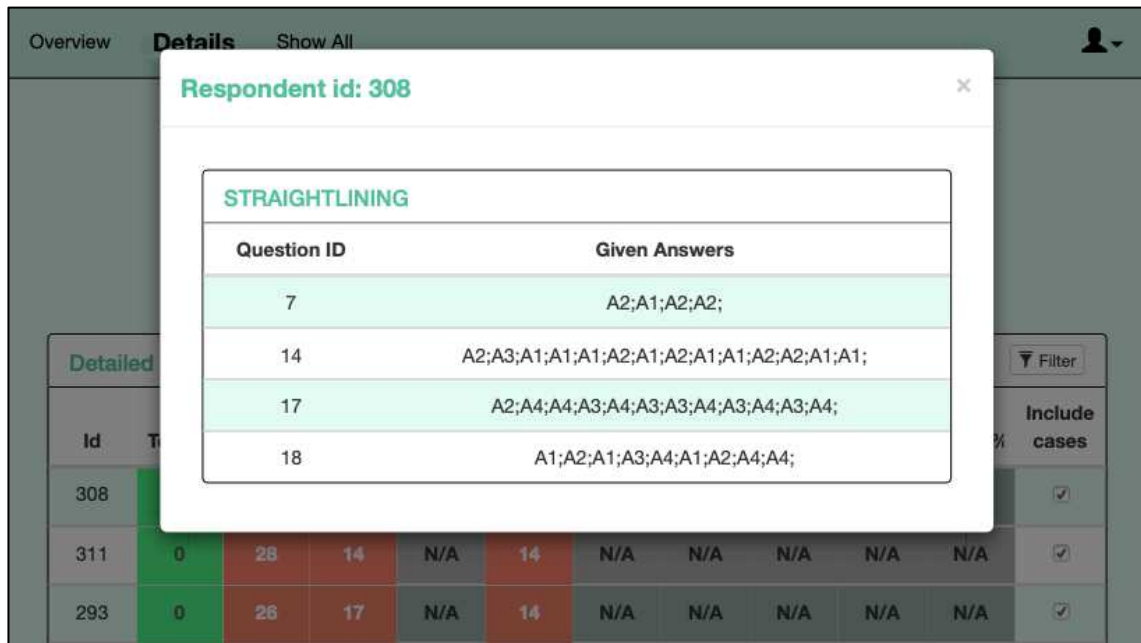 Overview Details Show All
Respondent id: 308 ×
STRAIGHTLINING
Question ID Given Answers
7 A2;A1;A2;A2;
14 A2;A3;A1;A1;A1;A2;A1;A2;A1;A1;A2;A2;A1;A1;
17 A2;A4;A4;A3;A4;A3;A3;A4;A3;A4;A3;A4;
18 A1;A2;A1;A3;A4;A1;A2;A4;A4;
Detailed Filter
Id % Include
cases
308
311 0 28 14 N/A 14 N/A N/A N/A N/A N/A
293 0 26 17 N/A 14 N/A N/A N/A N/A N/A